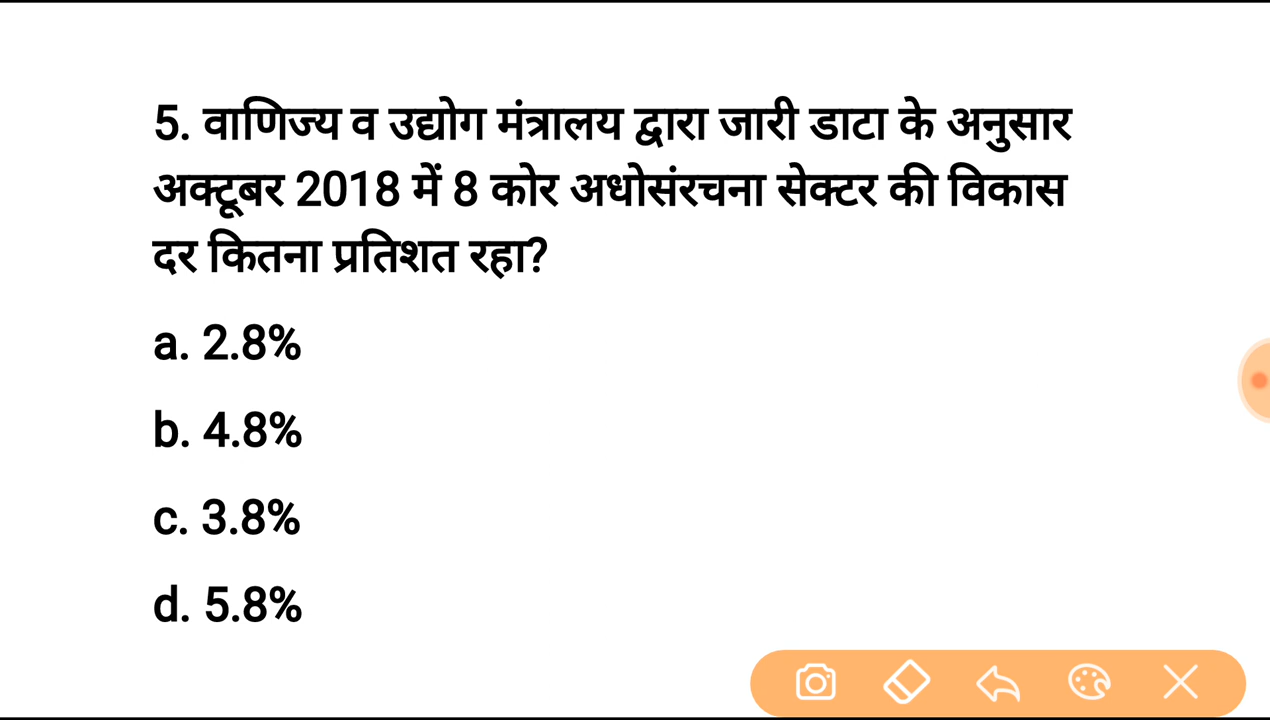 5. वाणिज्य व उद्योग मंत्रालय द्वारा जारी डाटा के अनुसार
अक्टूबर 2018 में 8 कोर अधोसंरचना सेक्टर की विकास
दर कितना प्रतिशत रहा?
a. 2.8%
b. 4.8%
c. 3.8%
d. 5.8%